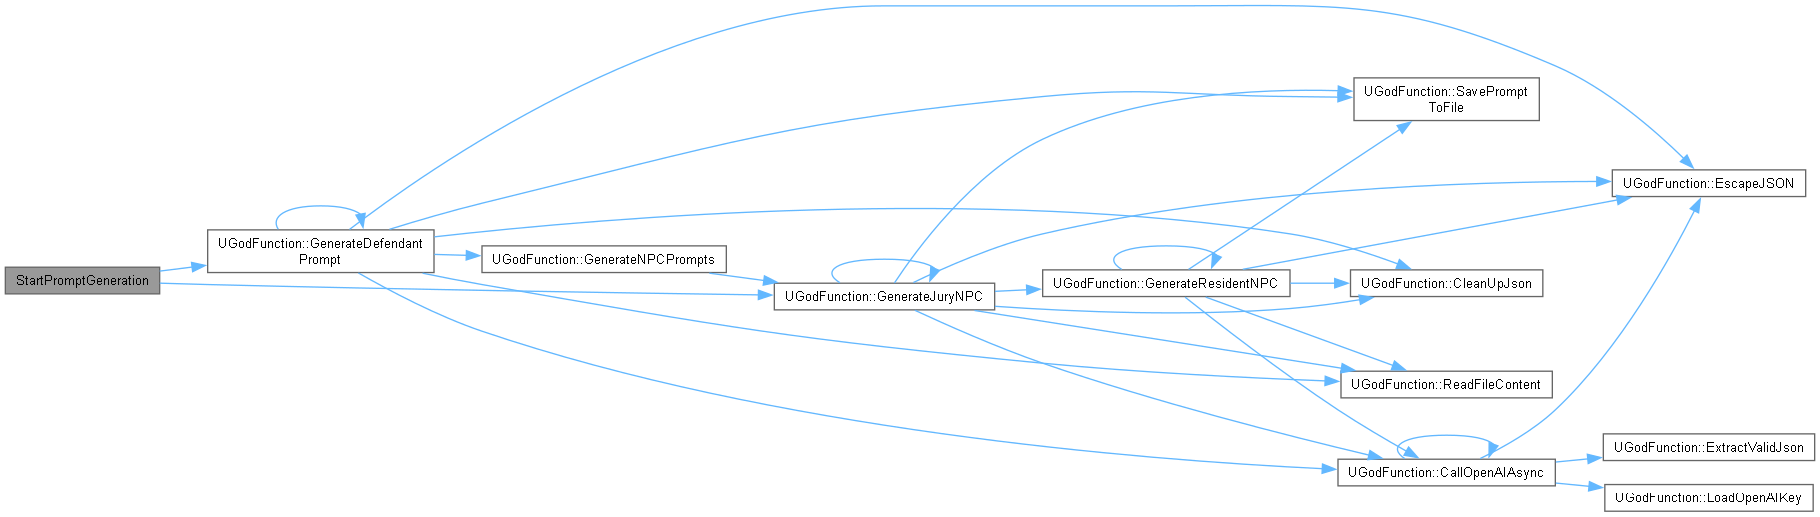 UGodFunction::SavePrompt
ToFile
UGodFunction::EscapeJSON
UGodFunction::GenerateDefendant
Prompt
UGodFunction::GenerateNPCPrompts
StartPromptGeneration
UGodFunction::GenerateJuryNPC
UGodFunction::GenerateResidentNPC
UGodFunction::CleanUpJson
UGodFunction::ReadFileContent
UGodFunction::CallOpenAIAsync
UGodFunction::ExtractValidJson
UGodFunction::LoadOpenAIKey